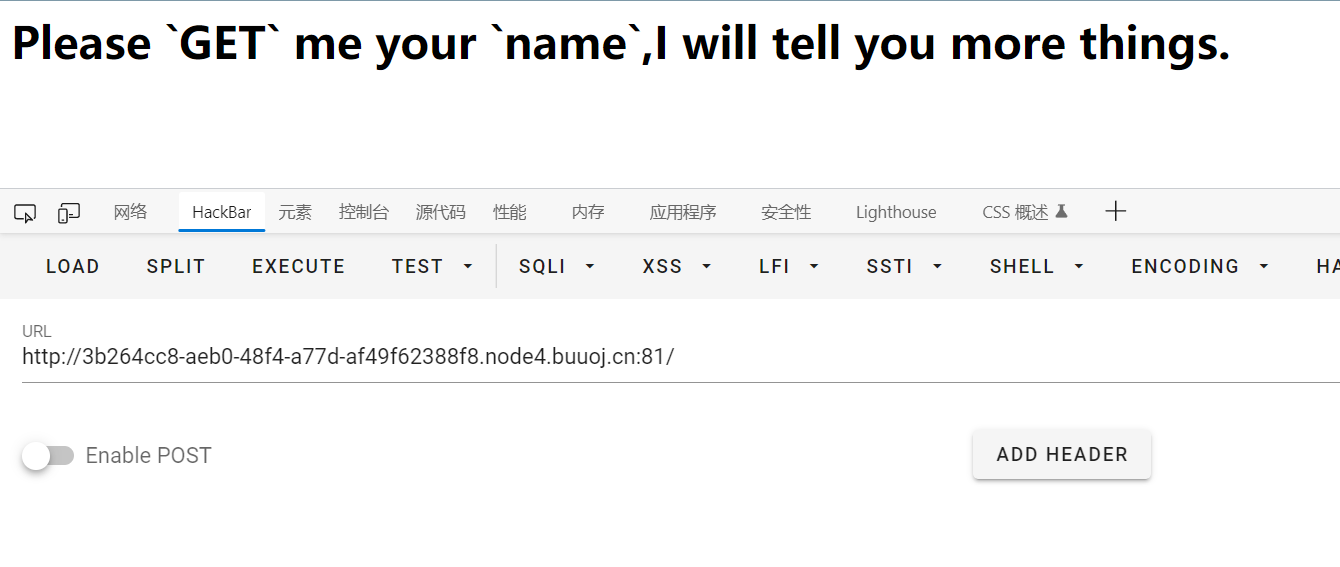 Please `GET` me your `name`,I will tell you more things.
网络 HackBar 元素 控制台 源代码 性能 内存 应用程序 安全性 Lighthouse CSS 概述
LOAD SPLIT EXECUTE TEST SQLI XSS LFI SSTI SHELL ENCODING HA
URL
http://3b264cc8-aeb0-48f4-a77d-af49f62388f8.node4.buuoj.cn:81/
Enable POST ADD HEADER